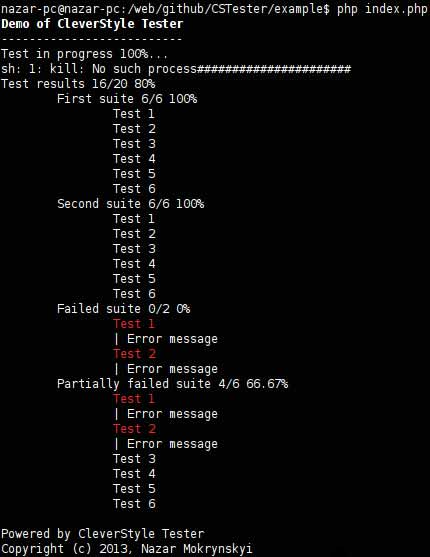 nazar-pc@nazar-pc:/web/github/CSTester/example$ php index.php
Demo of CleverStyle Tester
--------------------------
Test in progress 100%...
sh: 1: kill: No such process######################
Test results 16/20 80%
First suite 6/6 100%
Test 1
Test 2
Test 3
Test 4
Test 5
Test 6
Second suite 6/6 100%
Test 1
Test 2
Test 3
Test 4
Test 5
Test 6
Failed suite 0/2 0%
Test 1
| Error message
Test 2
| Error message
Partially failed suite 4/6 66.67%
Test 1
| Error message
Test 2
| Error message
Test 3
Test 4
Test 5
Test 6
Powered by CleverStyle Tester
Copyright (c) 2013, Nazar Mokrynskyi